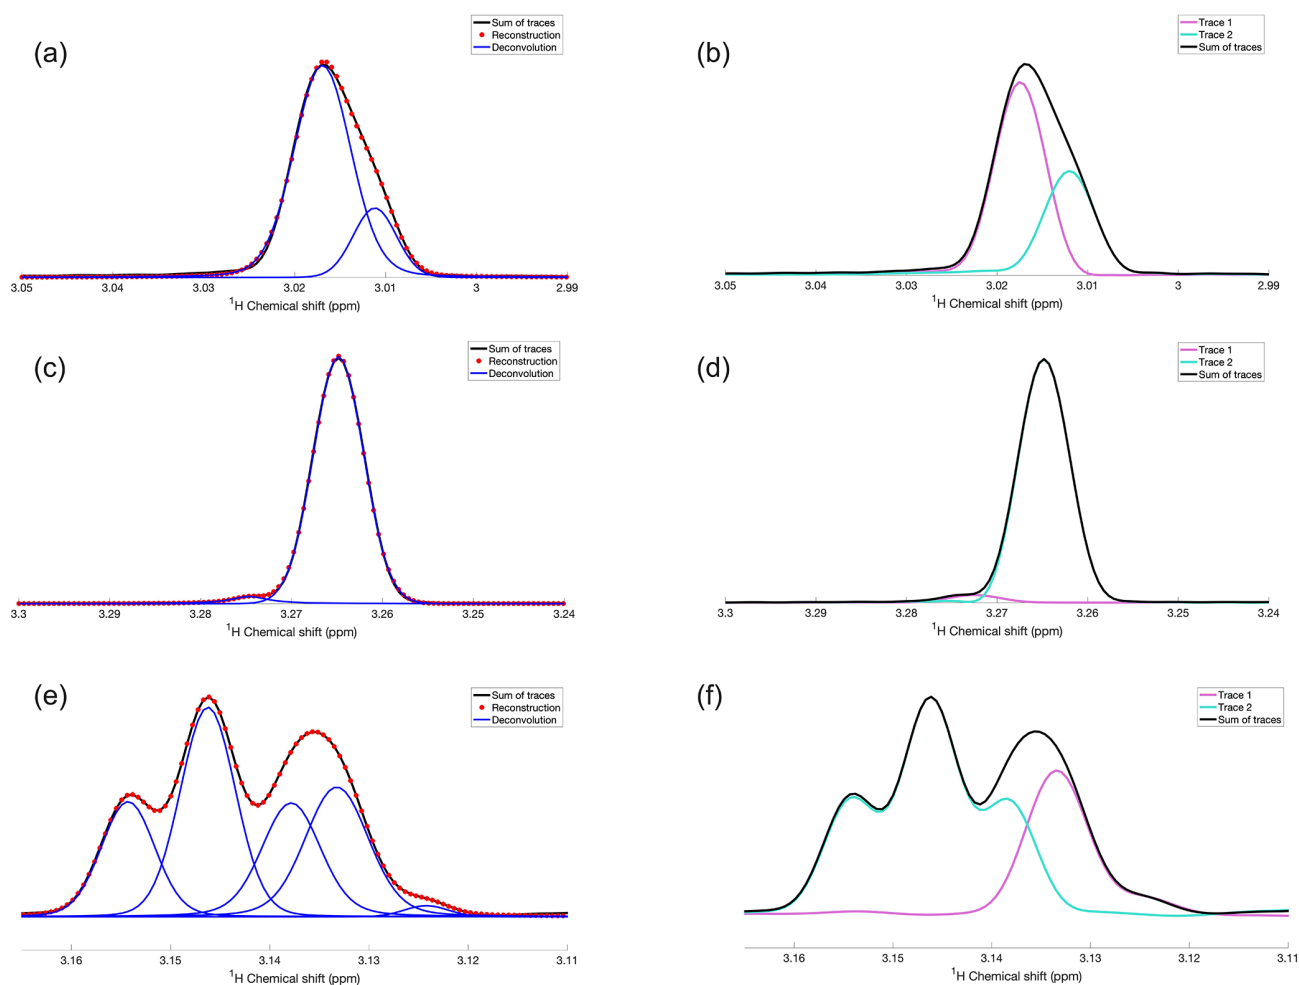 (a)
Sum of traces
Reconstruction
Deconvolution
3.05 3.04 3.03 3.02 3.01 3 2.99
1H Chemical shift (ppm)
(b)
Trace 1
Trace 2
Sum of traces
3.05 3.04 3.03 3.02 3.01 3 2.99
1H Chemical shift (ppm)
(c)
Sum of traces
Reconstruction
Deconvolution
3.3 3.29 3.28 3.27 3.26 3.25 3.24
1H Chemical shift (ppm)
(d)
Trace 1
Trace 2
Sum of traces
3.3 3.29 3.28 3.27 3.26 3.25 3.24
1H Chemical shift (ppm)
(e)
Sum of traces
Reconstruction
Deconvolution
3.16 3.15 3.14 3.13 3.12 3.11
1H Chemical shift (ppm)
(f)
Trace 1
Trace 2
Sum of traces
3.16 3.15 3.14 3.13 3.12 3.11
1H Chemical shift (ppm)